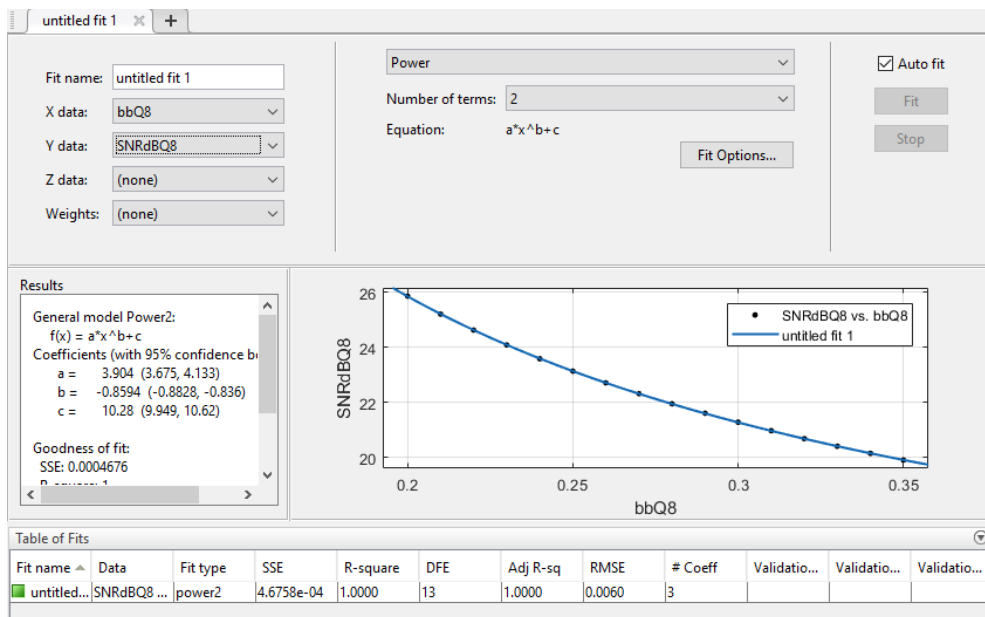 untitled fit 1
Fit name: untitled fit 1
X data: bbQ8
Y data: SNRdBQ8
Z data: (none)
Weights: (none)
Power
Number of terms: 2
Equation: a*x^b+c
Fit Options...
Auto fit
Fit
Stop
Results
General model Power2:
f(x) = a*x^b+c
Coefficients (with 95% confidence b
a = 3.904 (3.675, 4.133)
b = -0.8594 (-0.8828, -0.836)
c = 10.28 (9.949, 10.62)
Goodness of fit:
SSE: 0.0004676
R-square: 1
SNRdBQ8
26
24
22
20
0.2 0.25 0.3 0.35
bbQ8
SNRdBQ8 vs. bbQ8
untitled fit 1
Table of Fits
Fit name Data Fit type SSE R-square DFE Adj R-sq RMSE # Coeff Validatio... Validatio... Validatio...
untitled... SNRdBQ8 ... power2 4.6758e-04 1.0000 13 1.0000 0.0060 3